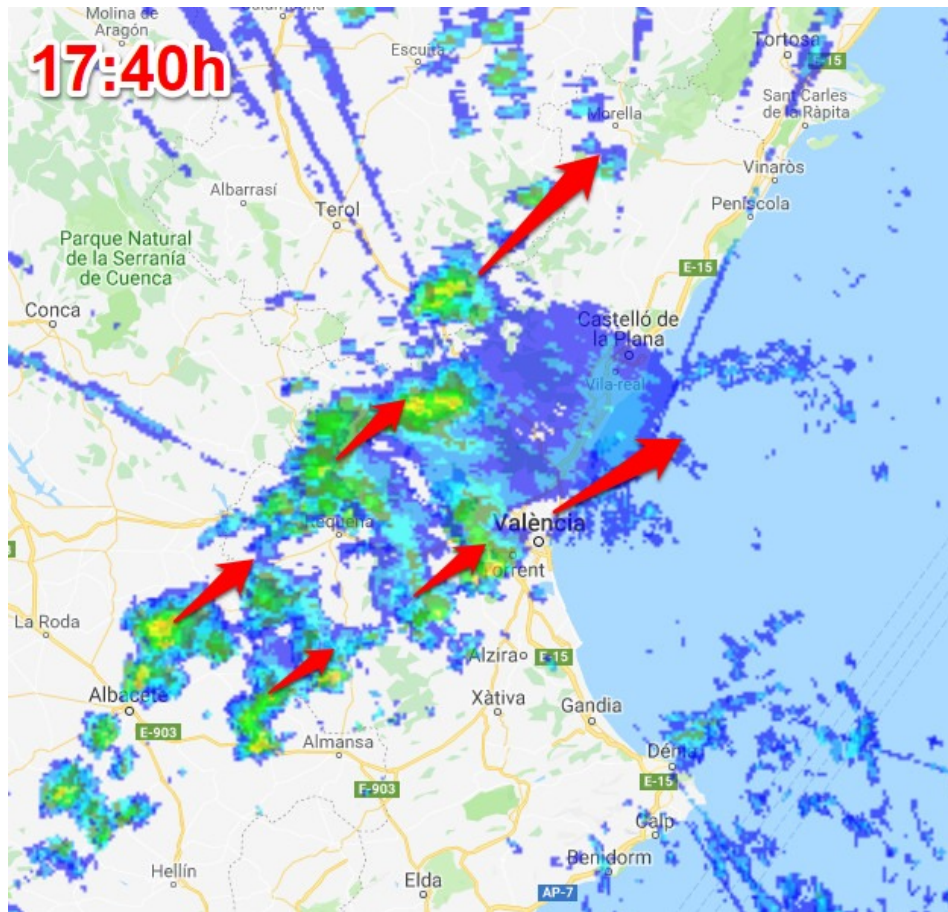 Molina de
Aragón
17:40h
Escuita
Tortosa
E-15
Sant Carles
de la Ràpita
Morella
Vinaròs
Albarrasí
Peníscola
Terol
Parque Natural
de la Serranía
de Cuenca
E-15
Conca
Castelló de
la Plana
Vila-real
Requena
València
Torrent
La Roda
Alzira
E-15
Albacete
Xàtiva
Gandia
E-903
Almansa
Dénia
E-15
E-903
Calp
Hellín
Benidorm
Elda
AP-7